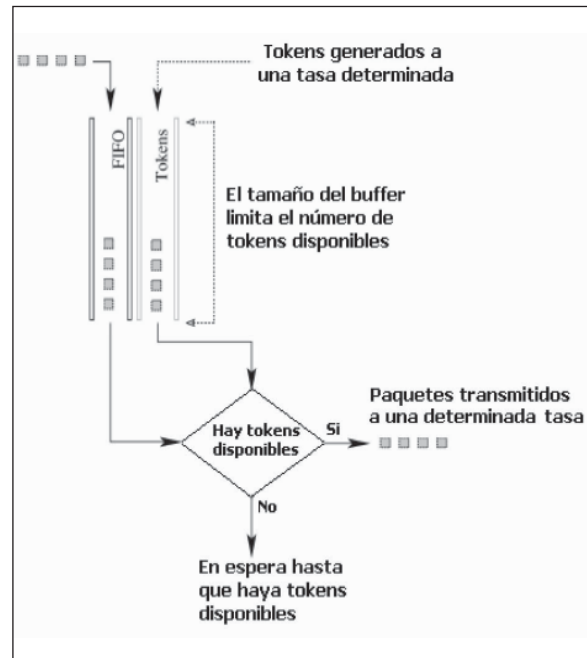 Tokens generados a
una tasa determinada
FIFO
Tokens
El tamaño del buffer
limita el número de
tokens disponibles
Paquetes transmitidos
a una determinada tasa
Hay tokens
disponibles
Si
No
En espera hasta
que haya tokens
disponibles